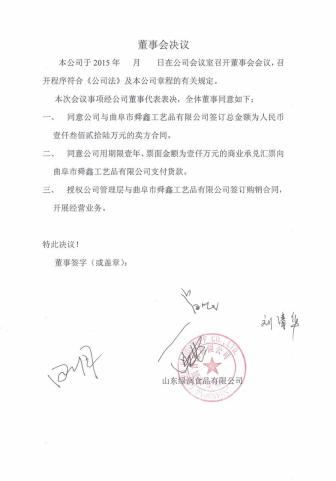 董事会决议
本公司于2015年 月 日在公司会议室召开董事会会议，召
开程序符合《公司法》及本公司章程的有关规定。
本次会议事项经公司董事代表表决，全体董事同意如下：
一、 同意公司与曲阜市舜鑫工艺品有限公司签订总金额为人民币
壹仟叁佰贰拾陆万元的卖方合同。
二、 同意公司用期限壹年、票面金额为壹仟万元的商业承兑汇票向
曲阜市舜鑫工艺品有限公司支付货款。
三、 授权公司管理层与曲阜市舜鑫工艺品有限公司签订购销合同，
开展经营业务。
特此决议！
董事签字（或盖章）：
山东绿润食品有限公司